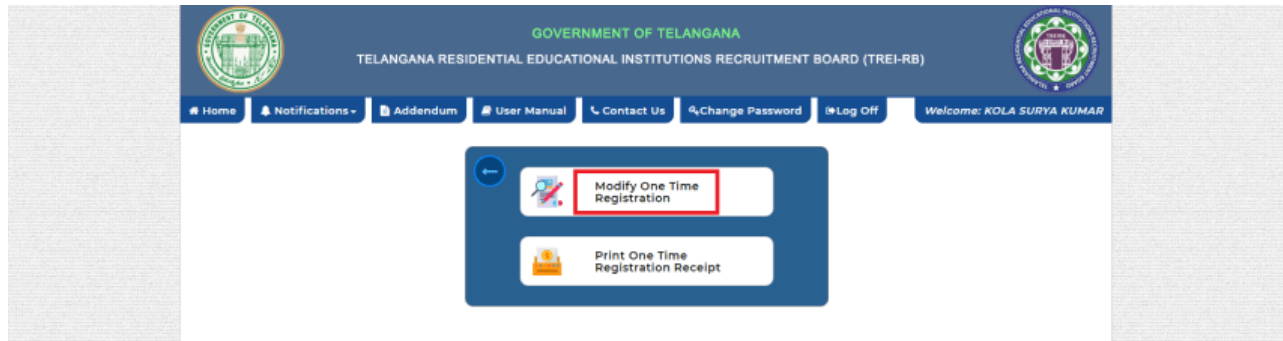 GOVERNMENT OF TELANGANA
TELANGANA RESIDENTIAL EDUCATIONAL INSTITUTIONS RECRUITMENT BOARD (TREI-RB)
Home Notifications Addendum User Manual Contact Us Change Password Log Off Welcome: KOLA SURYA KUMAR
Modify One Time
Registration
Print One Time
Registration Receipt